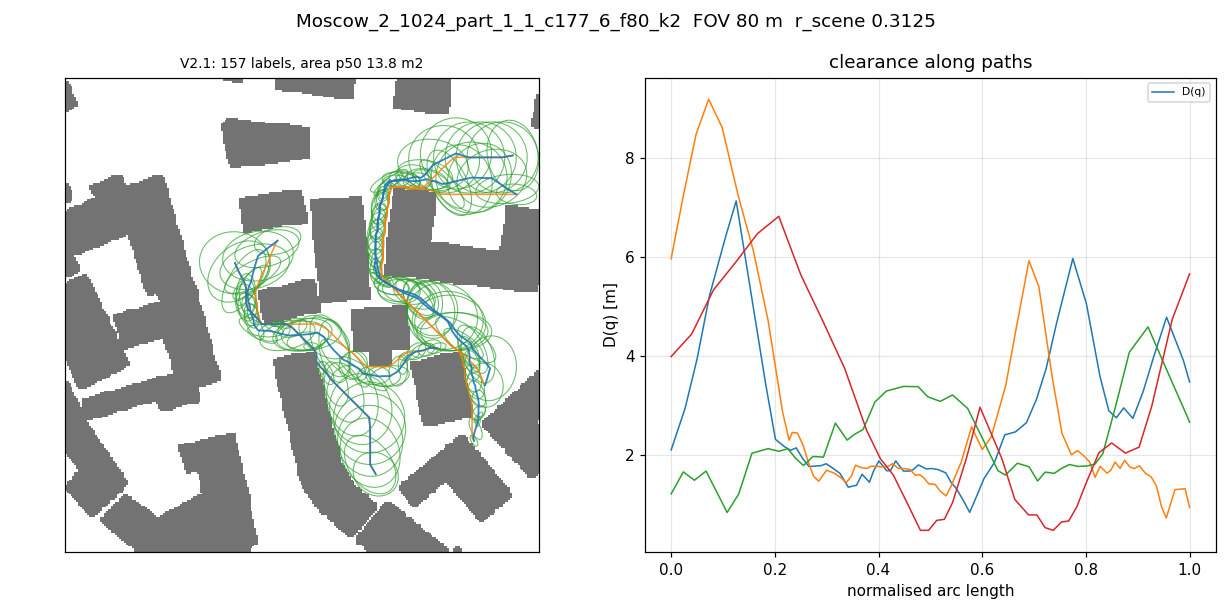 Moscow_2_1024_part_1_1_c177_6_f80_k2  FOV 80 m  r_scene 0.3125
V2.1: 157 labels, area p50 13.8 m2
clearance along paths
D(q)
8
6
4
2
D(q) [m]
0.0 0.2 0.4 0.6 0.8 1.0
normalised arc length